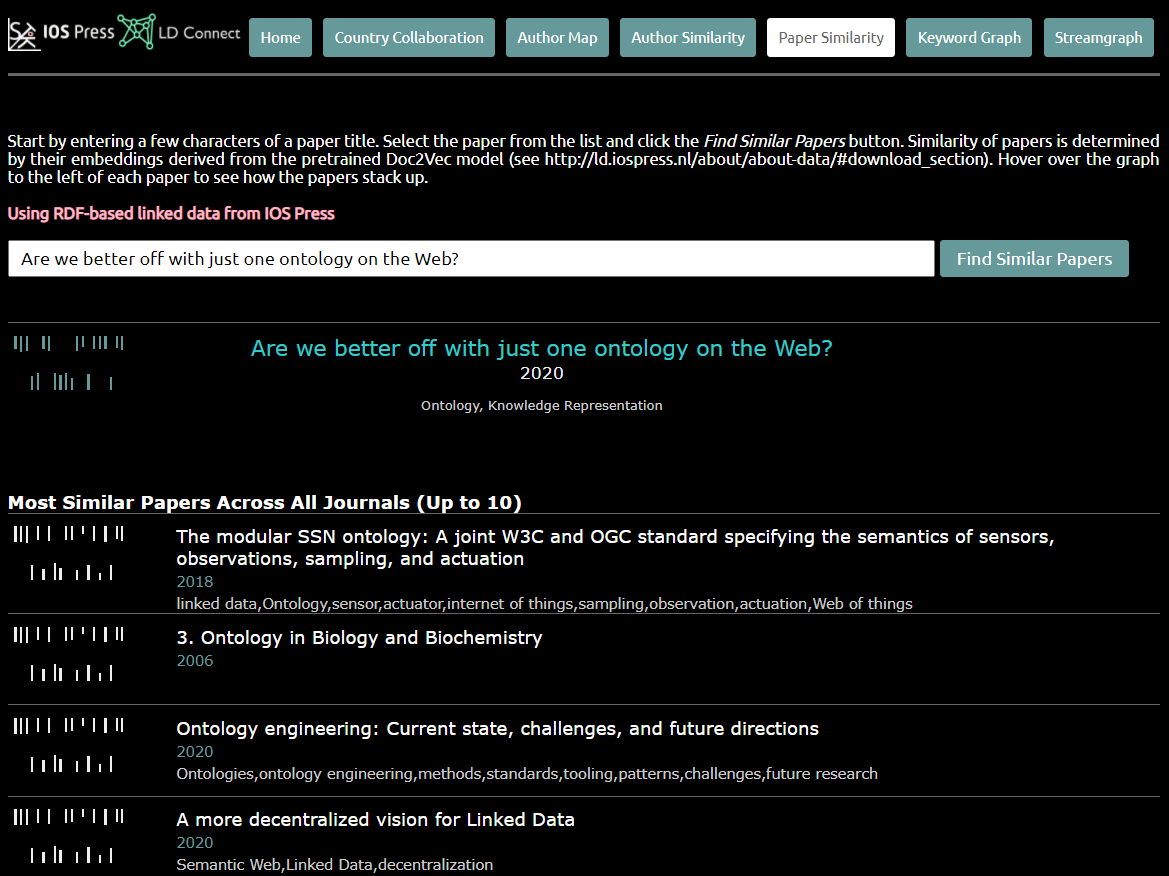 IOS Press LD Connect Home Country Collaboration Author Map Author Similarity Paper Similarity Keyword Graph Streamgraph
Start by entering a few characters of a paper title. Select the paper from the list and click the Find Similar Papers button. Similarity of papers is determined
by their embeddings derived from the pretrained Doc2Vec model (see http://ld.iospress.nl/about/about-data/#download_section). Hover over the graph
to the left of each paper to see how the papers stack up.
Using RDF-based linked data from IOS Press
Are we better off with just one ontology on the Web? Find Similar Papers
Are we better off with just one ontology on the Web?
2020
Ontology, Knowledge Representation
Most Similar Papers Across All Journals (Up to 10)
The modular SSN ontology: A joint W3C and OGC standard specifying the semantics of sensors,
observations, sampling, and actuation
2018
linked data,Ontology,sensor,actuator,internet of things,sampling,observation,actuation,Web of things
3. Ontology in Biology and Biochemistry
2006
Ontology engineering: Current state, challenges, and future directions
2020
Ontologies,ontology engineering,methods,standards,tooling,patterns,challenges,future research
A more decentralized vision for Linked Data
2020
Semantic Web,Linked Data,decentralization